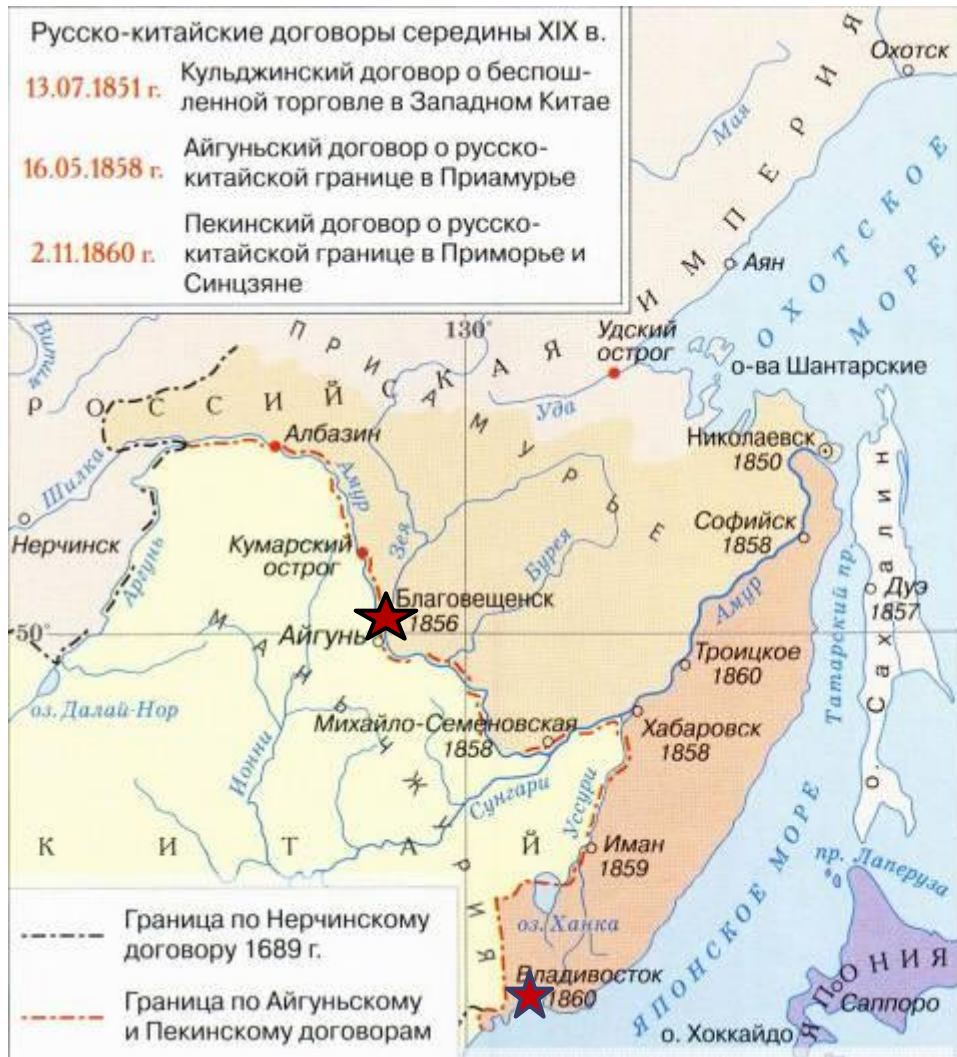 Русско-китайские договоры середины XIX в.
13.07.1851 г. Кульджинский договор о беспош-
ленной торговле в Западном Китае
16.05.1858 г. Айгуньский договор о русско-
китайской границе в Приамурье
2.11.1860 г. Пекинский договор о русско-
китайской границе в Приморье и
Синцзяне
Охотск
Мая
РОССИЙСКАЯ ИМПЕРИЯ
ОХОТСКОЕ
МОРЕ
Аян
Витим
130°
Удский
острог
о-ва Шантарские
ПРИАМУРЬЕ
Уда
Албазин
Николаевск
1850
Шилка
Амур
Нерчинск
Аргунь
Зея
Софийск
1858
Кумарский
острог
Бурея
Татарский пр.
о. Сахалин
Дуэ
1857
Благовещенск
1856
Амур
50°
Айгунь
Троицкое
1860
МАНЬЧЖУРИЯ
оз. Далай-Нор
Михайло-Семеновская
1858
Хабаровск
1858
Нонни
Сунгари
Уссури
КИТАЙ
Иман
1859
пр. Лаперуза
оз. Ханка
ЯПОНСКОЕ МОРЕ
Владивосток
1860
ЯПОНИЯ
Саппоро
о. Хоккайдо
Граница по Нерчинскому
договору 1689 г.
Граница по Айгуньскому
и Пекинскому договорам